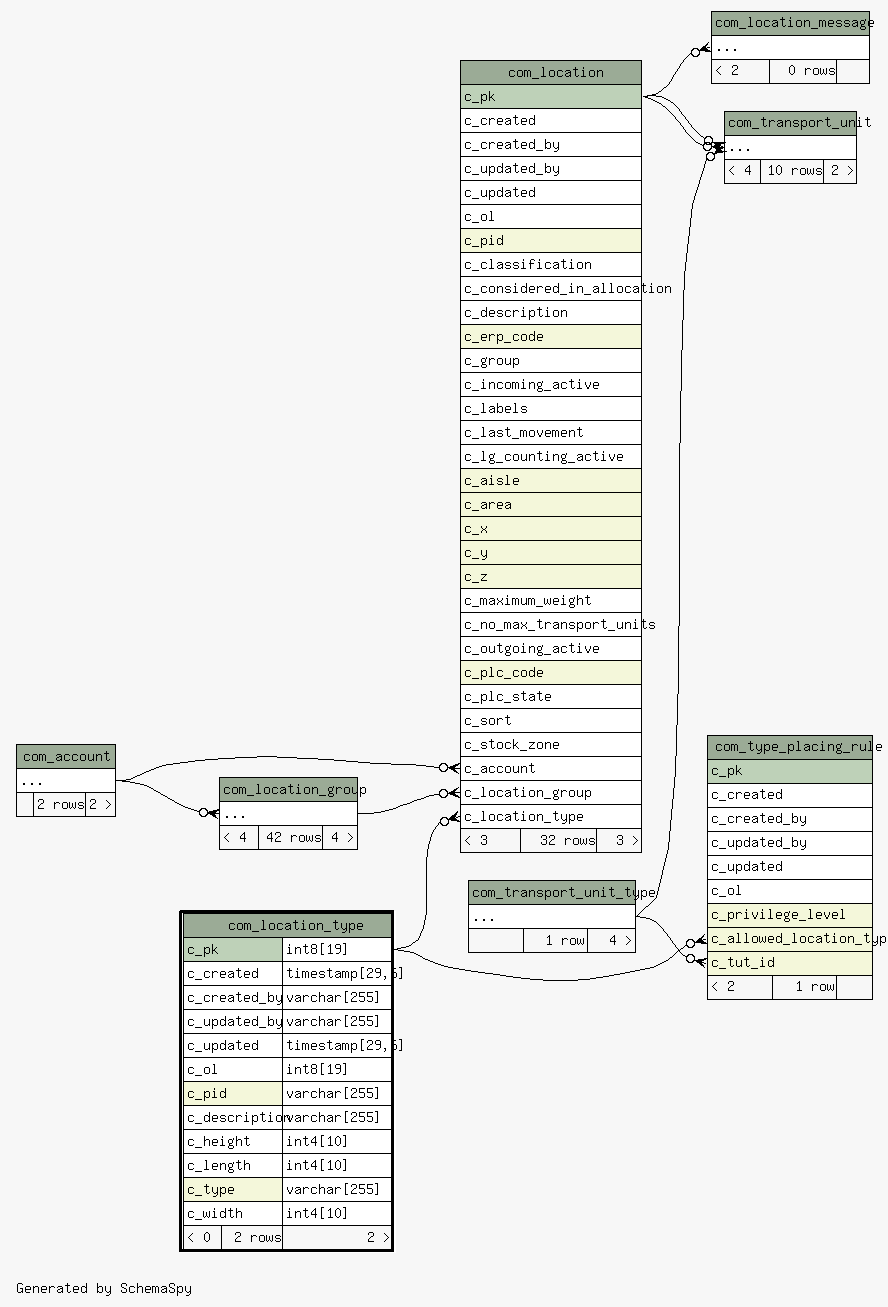 com_location_message
...
< 2 0 rows
com_location
c_pk
c_created
c_created_by
c_updated_by
c_updated
c_ol
c_pid
c_classification
c_considered_in_allocation
c_description
c_erp_code
c_group
c_incoming_active
c_labels
c_last_movement
c_lg_counting_active
c_aisle
c_area
c_x
c_y
c_z
c_maximum_weight
c_no_max_transport_units
c_outgoing_active
c_plc_code
c_plc_state
c_sort
c_stock_zone
c_account
c_location_group
c_location_type
< 3 32 rows 3 >
com_transport_unit
...
< 4 10 rows 2 >
com_account
...
2 rows 2 >
com_location_group
...
< 4 42 rows 4 >
com_type_placing_rule
c_pk
c_created
c_created_by
c_updated_by
c_updated
c_ol
c_privilege_level
c_allowed_location_typ
c_tut_id
< 2 1 row
com_transport_unit_type
...
1 row 4 >
com_location_type
c_pk int8[19]
c_created timestamp[29,6]
c_created_by varchar[255]
c_updated_by varchar[255]
c_updated timestamp[29,6]
c_ol int8[19]
c_pid varchar[255]
c_description varchar[255]
c_height int4[10]
c_length int4[10]
c_type varchar[255]
c_width int4[10]
< 0 2 rows 2 >
Generated by SchemaSpy